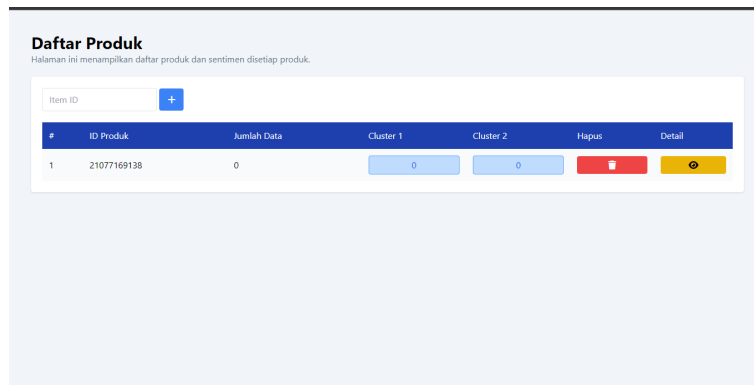 Daftar Produk
Halaman ini menampilkan daftar produk dan sentimen disetiap produk.
Item ID +
# ID Produk Jumlah Data Cluster 1 Cluster 2 Hapus Detail
1 21077169138 0 0 0